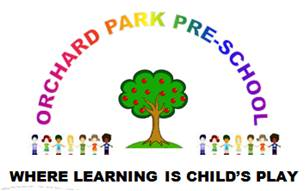 ORCHARD PARK PRE-SCHOOL
WHERE LEARNING IS CHILD'S PLAY